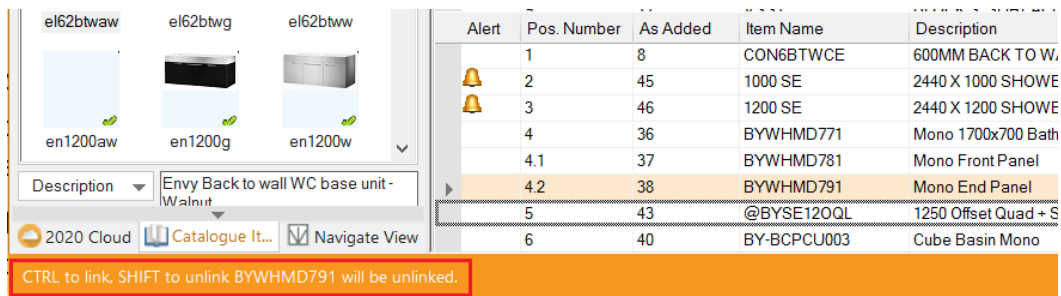 el62btwaw el62btwg el62btww
en1200aw en1200g en1200w
Description Envy Back to wall WC base unit -
Walnut
2020 Cloud Catalogue It... Navigate View
Alert Pos. Number As Added Item Name Description
1 8 CON6BTWCE 600MM BACK TO WA
2 45 1000 SE 2440 X 1000 SHOWE
3 46 1200 SE 2440 X 1200 SHOWE
4 36 BYWHMD771 Mono 1700x700 Bath
4.1 37 BYWHMD781 Mono Front Panel
4.2 38 BYWHMD791 Mono End Panel
5 43 @BYSE12OQL 1250 Offset Quad + S
6 40 BY-BCPCU003 Cube Basin Mono
CTRL to link, SHIFT to unlink BYWHMD791 will be unlinked.